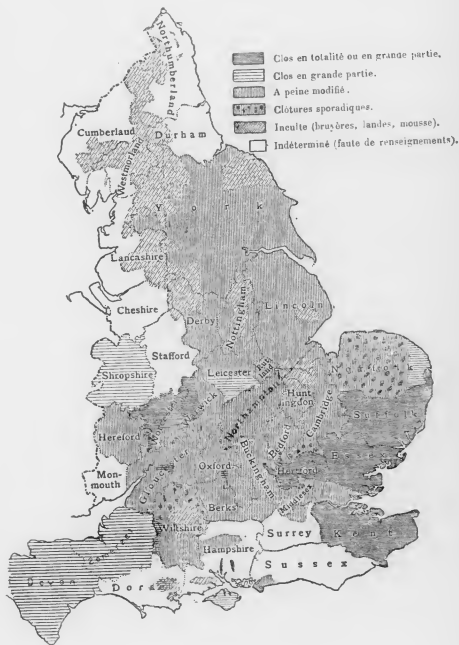 Northumberland
Clos en totalité ou en grande partie.
Clos en grande partie.
A peine modifié.
Clôtures sporadiques.
Inculte (bruyères, landes, mousse).
Indéterminé (faute de renseignements).
Cumberland
Durham
Westmorland
York
Lancashire
Cheshire
Derby
Nottingham
Lincoln
Stafford
Shropshire
Leicester
Rutland
Norfolk
Northampton
Huntingdon
Cambridge
Suffolk
Hereford
Warwick
Bedford
Essex
Monmouth
Gloucester
Oxford
Buckingham
Hertford
Middlesex
Berks
Wiltshire
Hampshire
Surrey
Kent
Sussex
Devon
Dorset